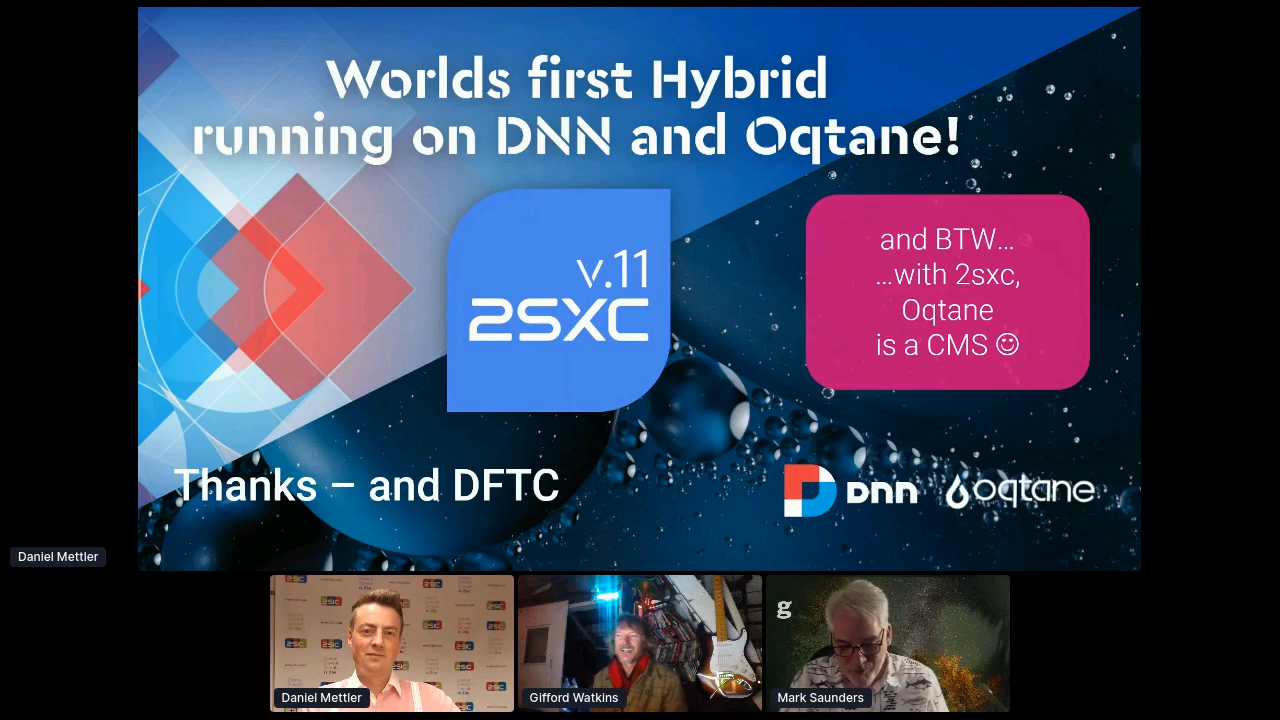 Worlds first Hybrid
running on DNN and Oqtane!
v.11
2SXC
and BTW...
...with 2sxc,
Oqtane
is a CMS ☺
Thanks – and DFTC
DNN
oqtane
Daniel Mettler
2SIC
g
Daniel Mettler
Gifford Watkins
Mark Saunders